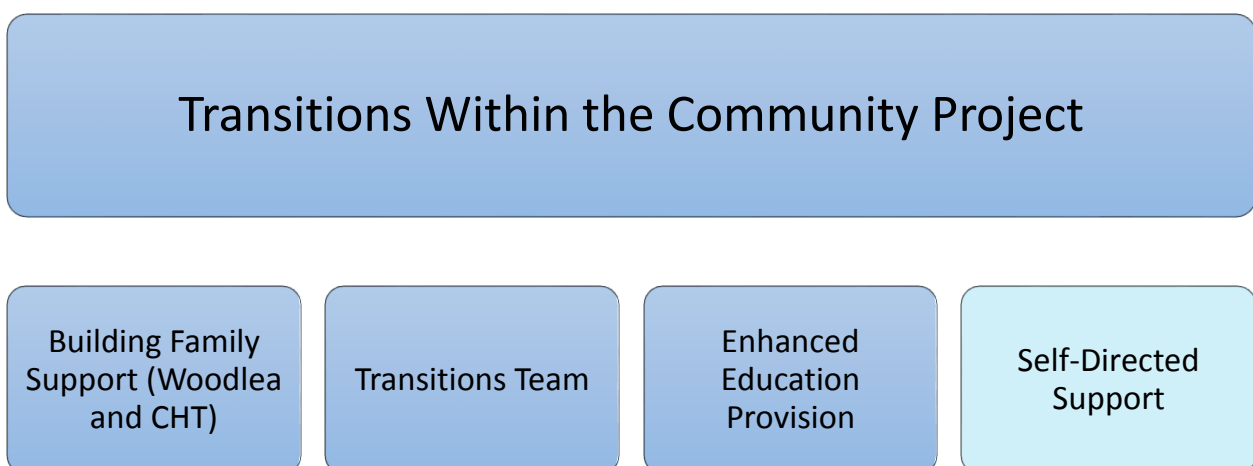 Transitions Within the Community Project
Building Family
Support (Woodlea
and CHT)
Transitions Team
Enhanced
Education
Provision
Self-Directed
Support